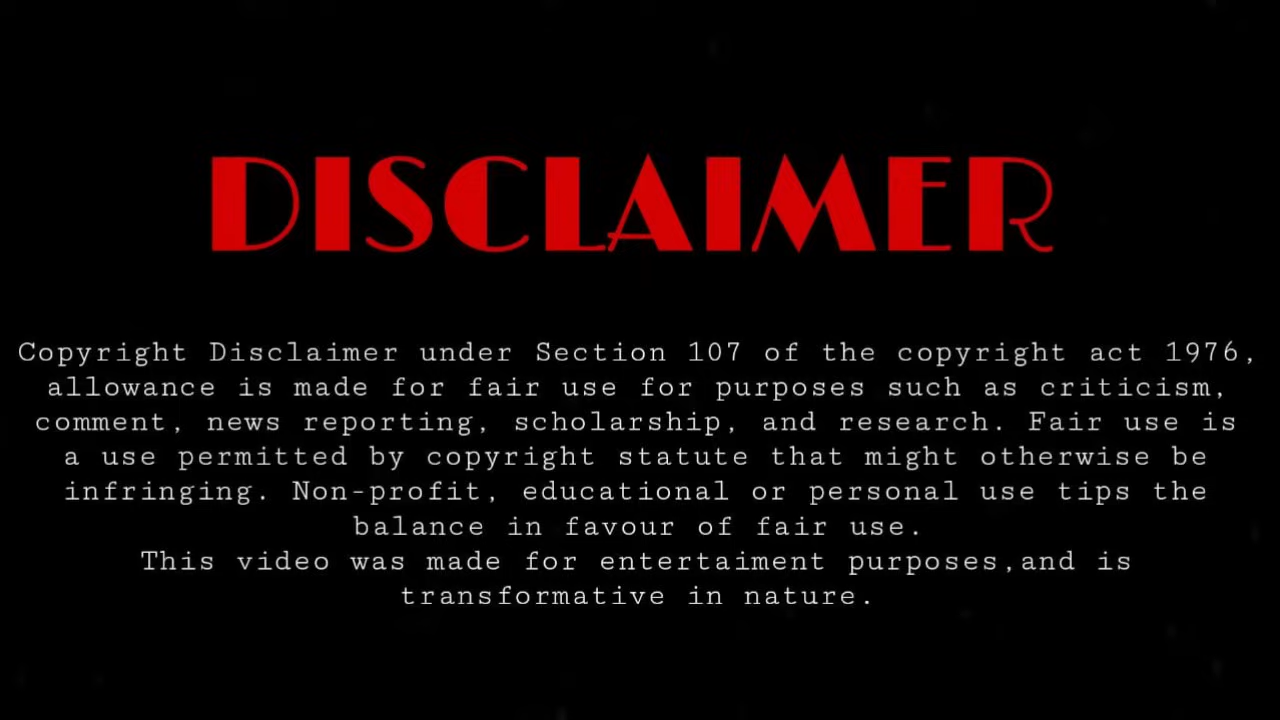 DISCLAIMER
Copyright Disclaimer under Section 107 of the copyright act 1976,
allowance is made for fair use for purposes such as criticism,
comment, news reporting, scholarship, and research. Fair use is
a use permitted by copyright statute that might otherwise be
infringing. Non-profit, educational or personal use tips the
balance in favour of fair use.
This video was made for entertaiment purposes,and is
transformative in nature.